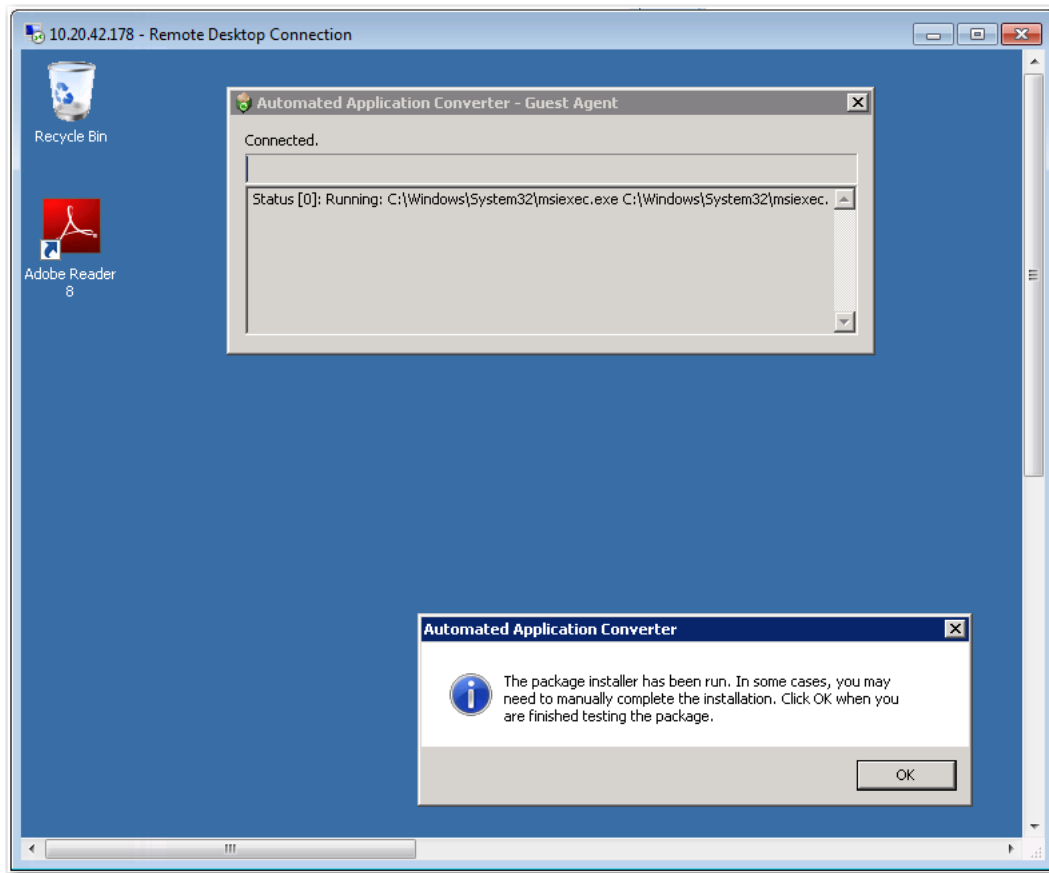 10.20.42.178 - Remote Desktop Connection
Recycle Bin
Automated Application Converter - Guest Agent
Connected.
Status [0]: Running: C:\Windows\System32\msiexec.exe C:\Windows\System32\msiexec.
Adobe Reader
8
Automated Application Converter
The package installer has been run. In some cases, you may
need to manually complete the installation. Click OK when you
are finished testing the package.
OK